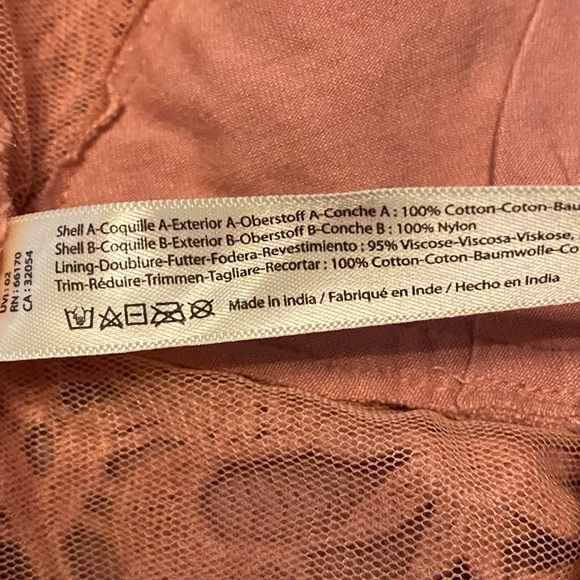 Shell A-Coquille A-Exterior A-Oberstoff A-Conche A : 100% Cotton-Coton-Bau
Shell B-Coquille B-Exterior B-Oberstoff B-Conche B : 100% Nylon
Lining-Doublure-Futter-Fodera-Revestimiento : 95% Viscose-Viscosa-Viskose,
Trim-Réduire-Trimmen-Tagliare-Recortar : 100% Cotton-Coton-Baumwolle-Co
Made in india / Fabriqué en Inde / Hecho en India
: 02
RN : 66170
CA : 32054